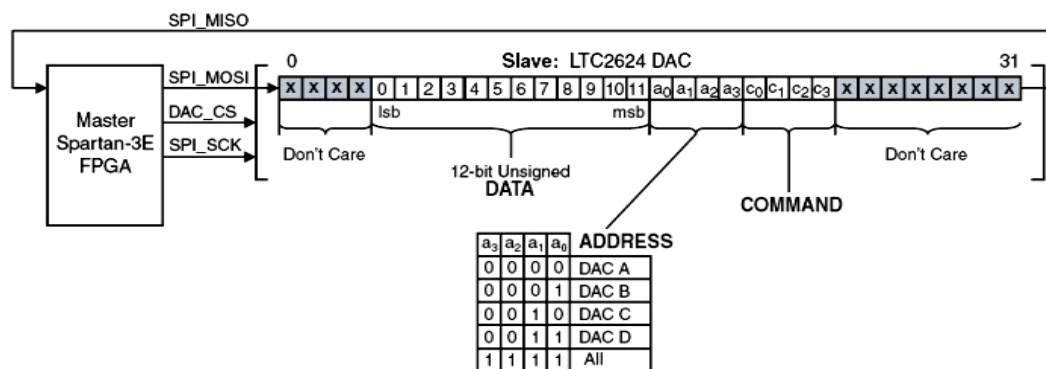 SPI_MISO
0 Slave: LTC2624 DAC 31
SPI_MOSI
X X X X 0 1 2 3 4 5 6 7 8 9 10 11 a0 a1 a2 a3 c0 c1 c2 c3 X X X X X X X X
DAC_CS
SPI_SCK
Master
Spartan-3E
FPGA
lsb msb
Don't Care
12-bit Unsigned
DATA
COMMAND
Don't Care
a3 a2 a1 a0 ADDRESS
0 0 0 0 DAC A
0 0 0 1 DAC B
0 0 1 0 DAC C
0 0 1 1 DAC D
1 1 1 1 All